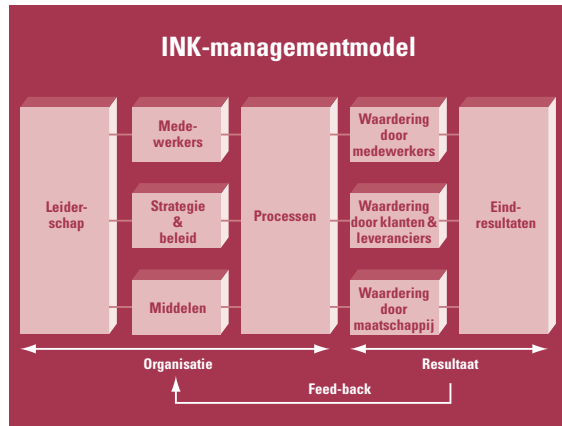 INK-managementmodel
Leider-
schap
Mede-
werkers
Strategie
&
beleid
Middelen
Processen
Waardering
door
medewerkers
Waardering
door klanten &
leveranciers
Waardering
door
maatschappij
Eind-
resultaten
Organisatie
Resultaat
Feed-back